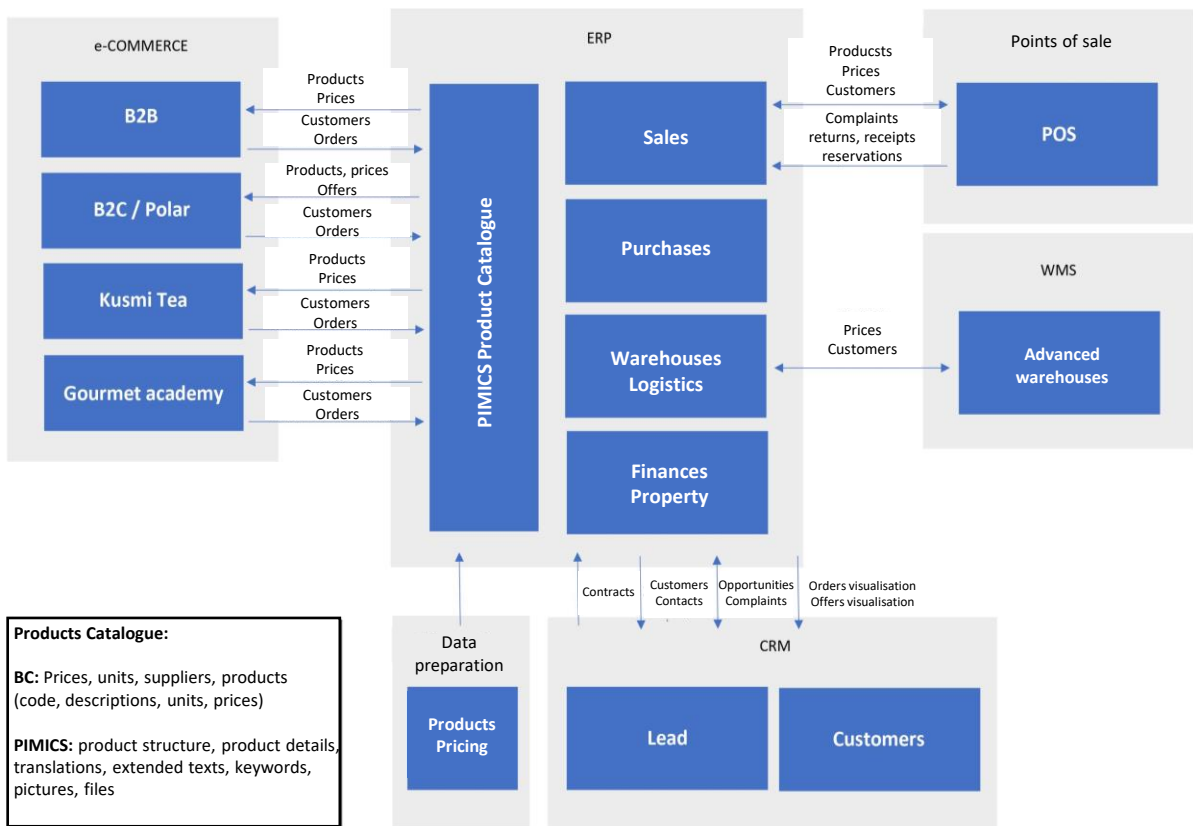 e-COMMERCE
B2B
B2C / Polar
Kusmi Tea
Gourmet academy
Products
Prices
Customers
Orders
Products, prices
Offers
Customers
Orders
Products
Prices
Customers
Orders
Products
Prices
Customers
Orders
ERP
PIMICS Product Catalogue
Sales
Purchases
Warehouses
Logistics
Finances
Property
Producsts
Prices
Customers
Complaints
returns, receipts
reservations
Points of sale
POS
Prices
Customers
WMS
Advanced
warehouses
Contracts
Customers
Contacts
Opportunities
Complaints
Orders visualisation
Offers visualisation
Products Catalogue:
BC: Prices, units, suppliers, products
(code, descriptions, units, prices)
PIMICS: product structure, product details,
translations, extended texts, keywords,
pictures, files
Data
preparation
Products
Pricing
CRM
Lead
Customers